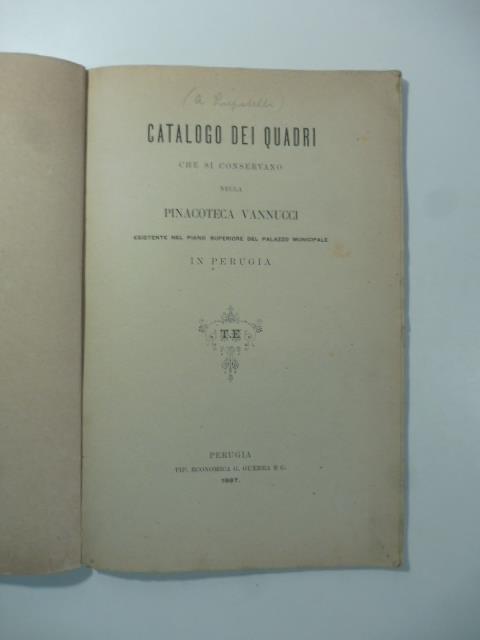 CATALOGO DEI QUADRI
CHE SI CONSERVANO
NELLA
PINACOTECA VANNUCCI
ESISTENTE NEL PIANO SUPERIORE DEL PALAZZO MUNICIPALE
IN PERUGIA
T.E
PERUGIA
TIP. ECONOMICA G. GUERRA E C.
1887.